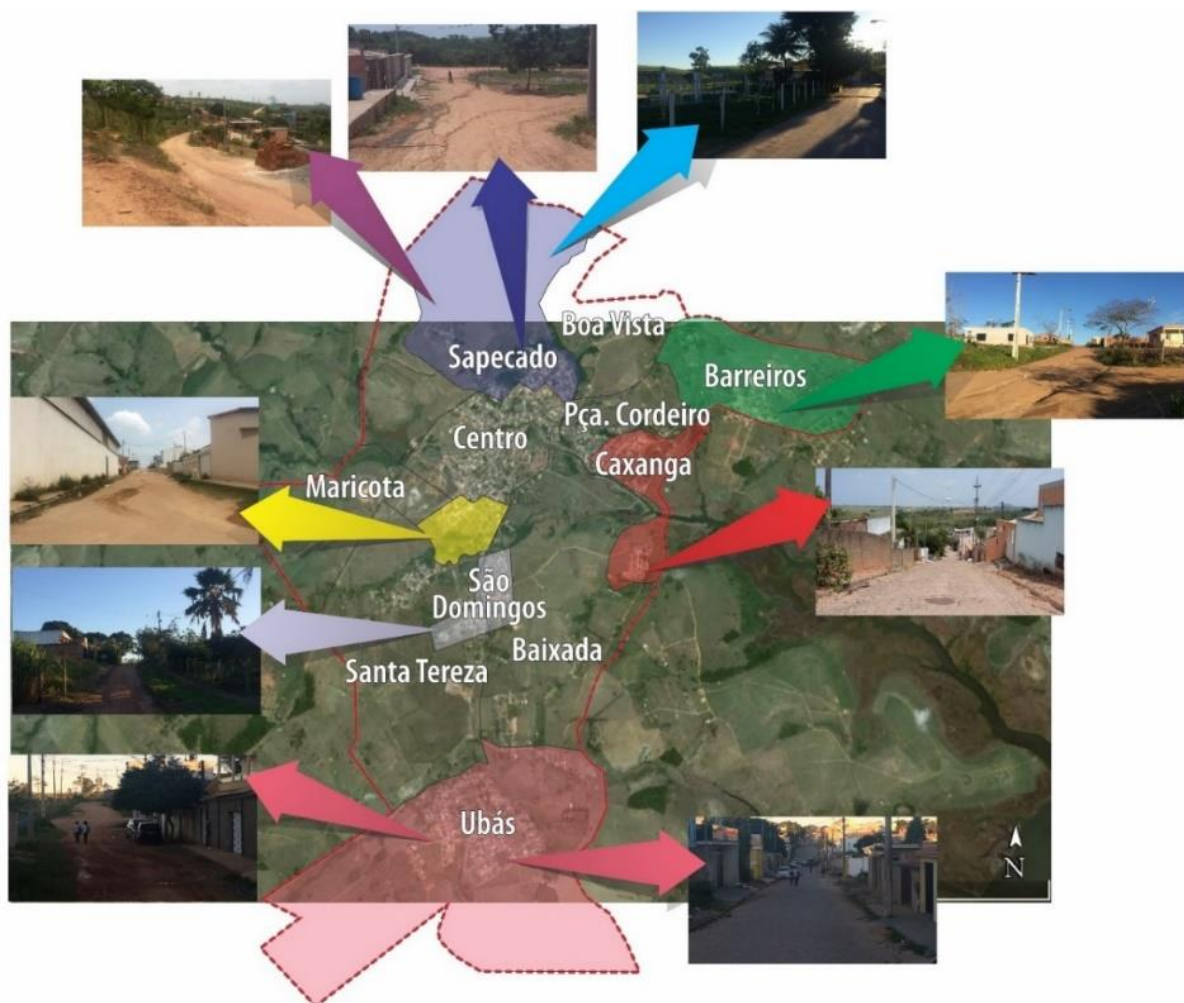 Boa Vista
Sapecado
Barreiros
Pça. Cordeiro
Centro
Caxanga
Maricota
São
Domingos
Baixada
Santa Tereza
Ubás
N